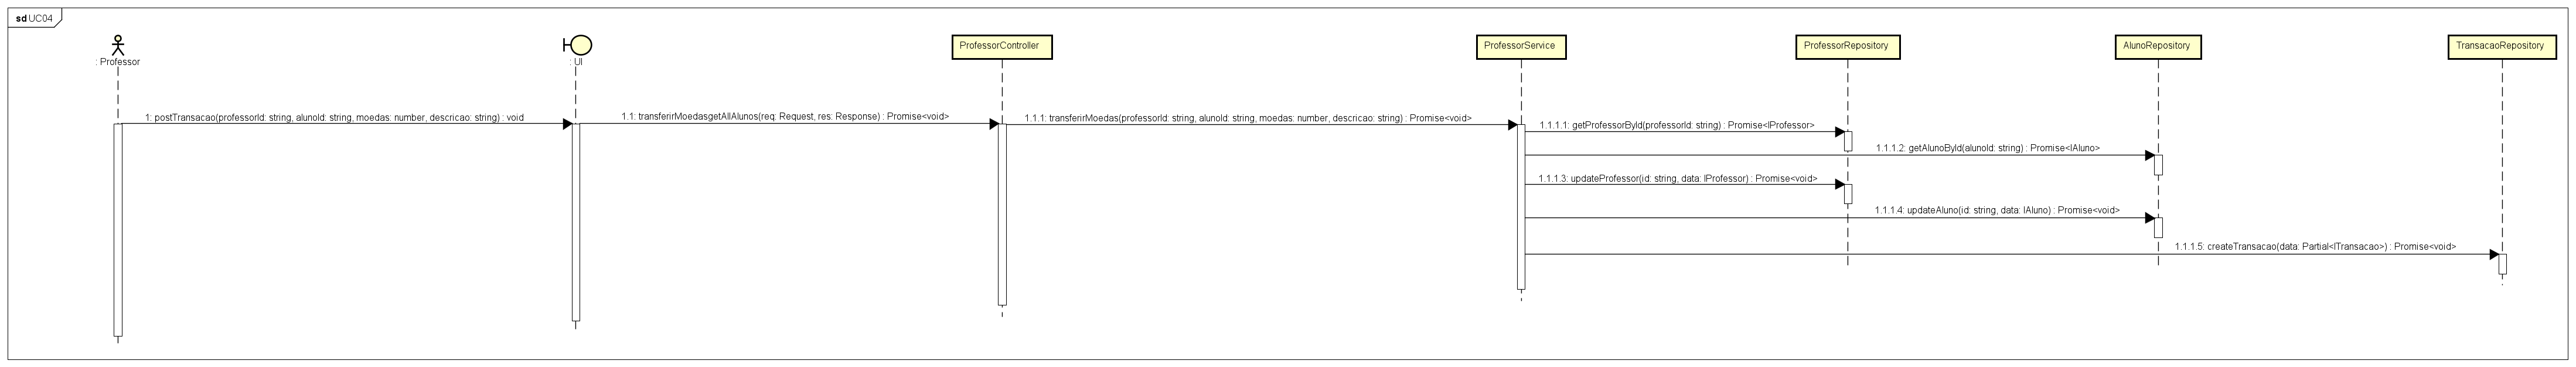 sd UC04
: Professor
: UI
ProfessorController
ProfessorService
ProfessorRepository
AlunoRepository
TransacaoRepository
1: postTransacao(professorId: string, alunoId: string, moedas: number, descricao: string) : void
1.1: transferirMoedasgetAllAlunos(req: Request, res: Response) : Promise<void>
1.1.1: transferirMoedas(professorId: string, alunoId: string, moedas: number, descricao: string) : Promise<void>
1.1.1.1: getProfessorById(professorId: string) : Promise<IProfessor>
1.1.1.2: getAlunoById(alunoId: string) : Promise<IAluno>
1.1.1.3: updateProfessor(id: string, data: IProfessor) : Promise<void>
1.1.1.4: updateAluno(id: string, data: IAluno) : Promise<void>
1.1.1.5: createTransacao(data: Partial<ITransacao>) : Promise<void>